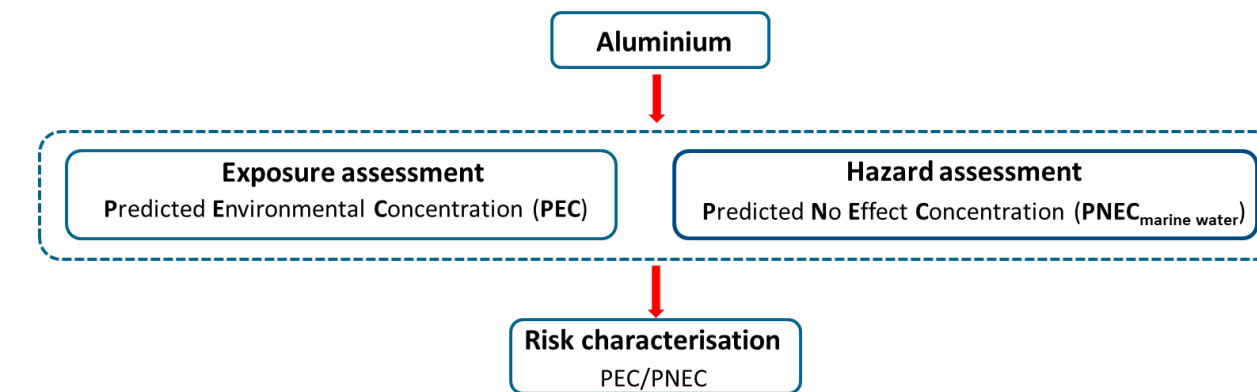 Aluminium
Exposure assessment
Predicted Environmental Concentration (PEC)
Hazard assessment
Predicted No Effect Concentration (PNECmarine water)
Risk characterisation
PEC/PNEC